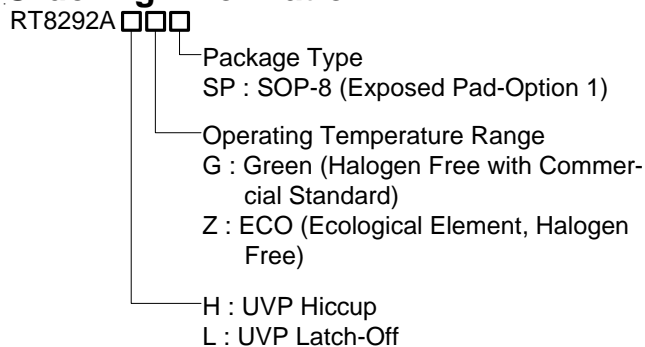 RT8292A
Package Type
SP : SOP-8 (Exposed Pad-Option 1)
Operating Temperature Range
G : Green (Halogen Free with Commer-
cial Standard)
Z : ECO (Ecological Element, Halogen
Free)
H : UVP Hiccup
L : UVP Latch-Off